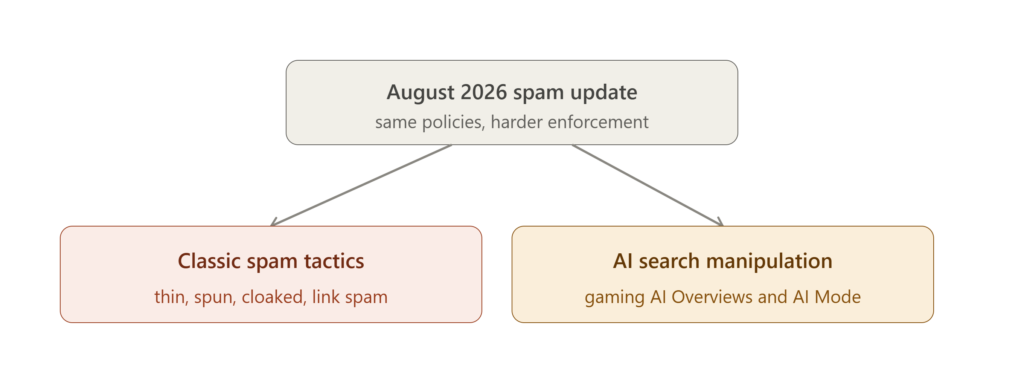 August 2026 spam update
same policies, harder enforcement
Classic spam tactics
thin, spun, cloaked, link spam
AI search manipulation
gaming AI Overviews and AI Mode